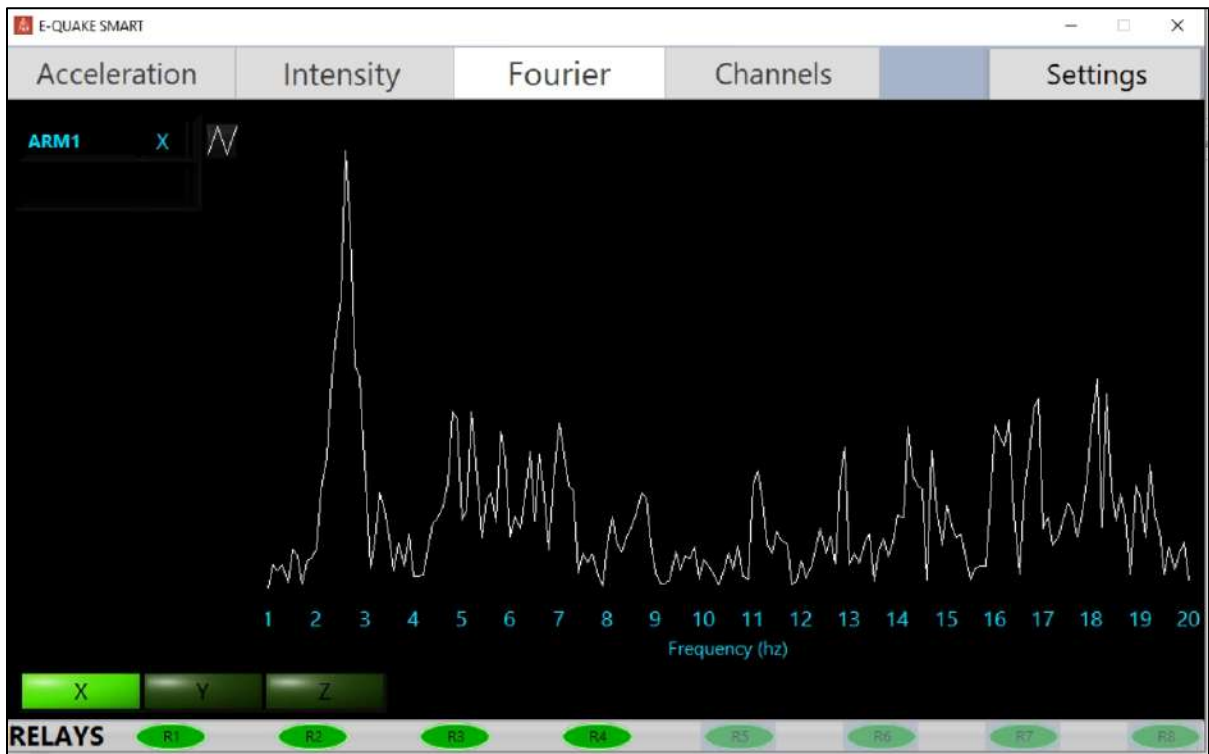 E-QUAKE SMART
Acceleration Intensity Fourier Channels Settings
ARM1 X
1 2 3 4 5 6 7 8 9 10 11 12 13 14 15 16 17 18 19 20
Frequency (hz)
X Y Z
RELAYS R1 R2 R3 R4 R5 R6 R7 R8